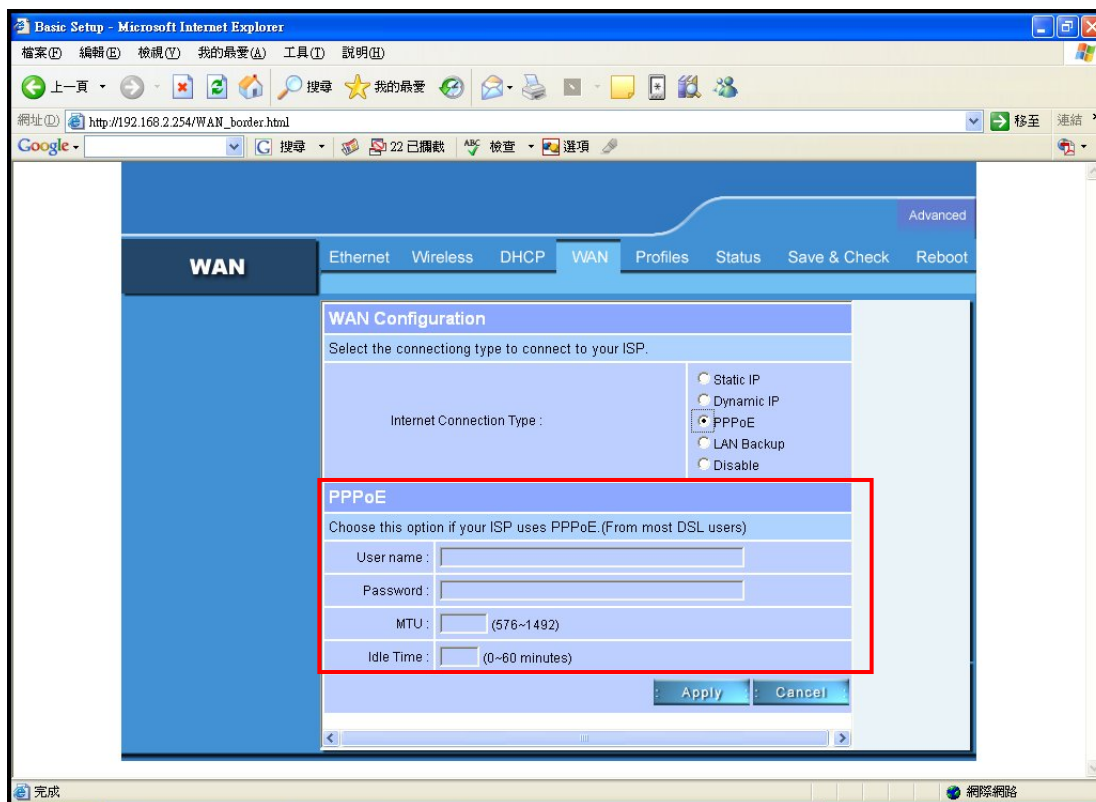 Basic Setup - Microsoft Internet Explorer
檔案(F) 編輯(E) 檢視(V) 我的最愛(A) 工具(T) 說明(H)
上一頁 搜尋 我的最愛
網址(D) http://192.168.2.254/WAN_border.html 移至 連結
Google 搜尋 22 已攔截 ABC 檢查 選項
Advanced
WAN
Ethernet Wireless DHCP WAN Profiles Status Save & Check Reboot
WAN Configuration
Select the connectiong type to connect to your ISP.
Internet Connection Type :
Static IP
Dynamic IP
PPPoE
LAN Backup
Disable
PPPoE
Choose this option if your ISP uses PPPoE.(From most DSL users)
User name :
Password :
MTU : (576~1492)
Idle Time : (0~60 minutes)
Apply Cancel
完成 網際網路